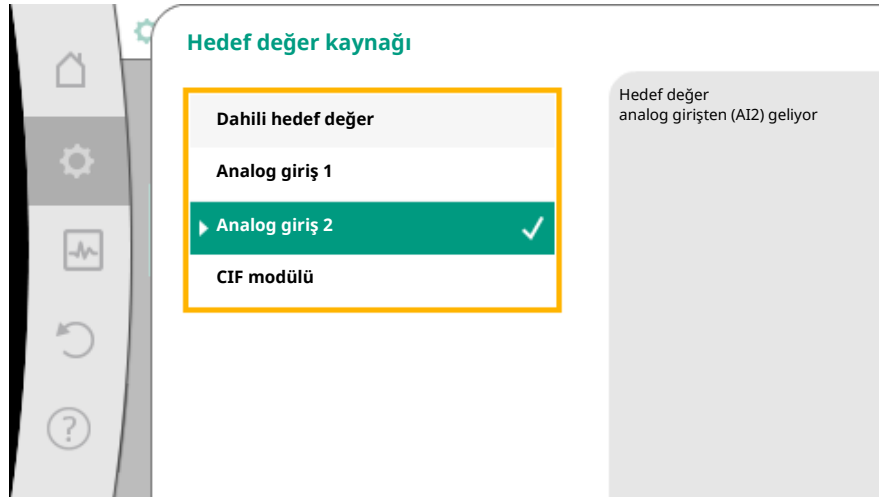 Hedef değer kaynağı
Dahili hedef değer
Analog giriş 1
Analog giriş 2
CIF modülü
Hedef değer
analog girişten (AI2) geliyor